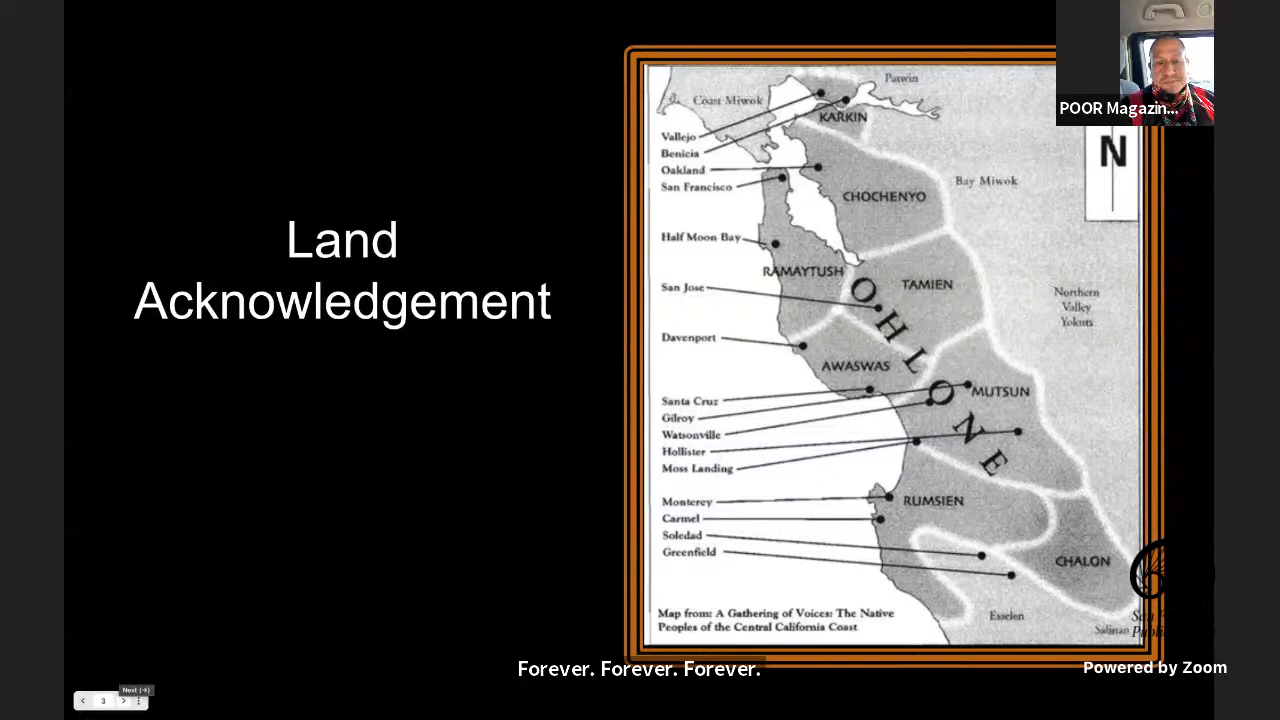 Land
Acknowledgement
Patwin
Coast Miwok
KARKIN
Vallejo
Benicia
Oakland
San Francisco
Bay Miwok
CHOCHENYO
Half Moon Bay
RAMAYTUSH
TAMIEN
San Jose
Northern
Valley
Yokuts
OHLONE
Davenport
AWASWAS
MUTSUN
Santa Cruz
Gilroy
Watsonville
Hollister
Moss Landing
Monterey
RUMSIEN
Carmel
Soledad
Greenfield
CHALON
Esselen
Salinan
Map from: A Gathering of Voices: The Native
Peoples of the Central California Coast
N
POOR Magazin...
San
Forever. Forever. Forever.
Powered by Zoom
Next (→)
3